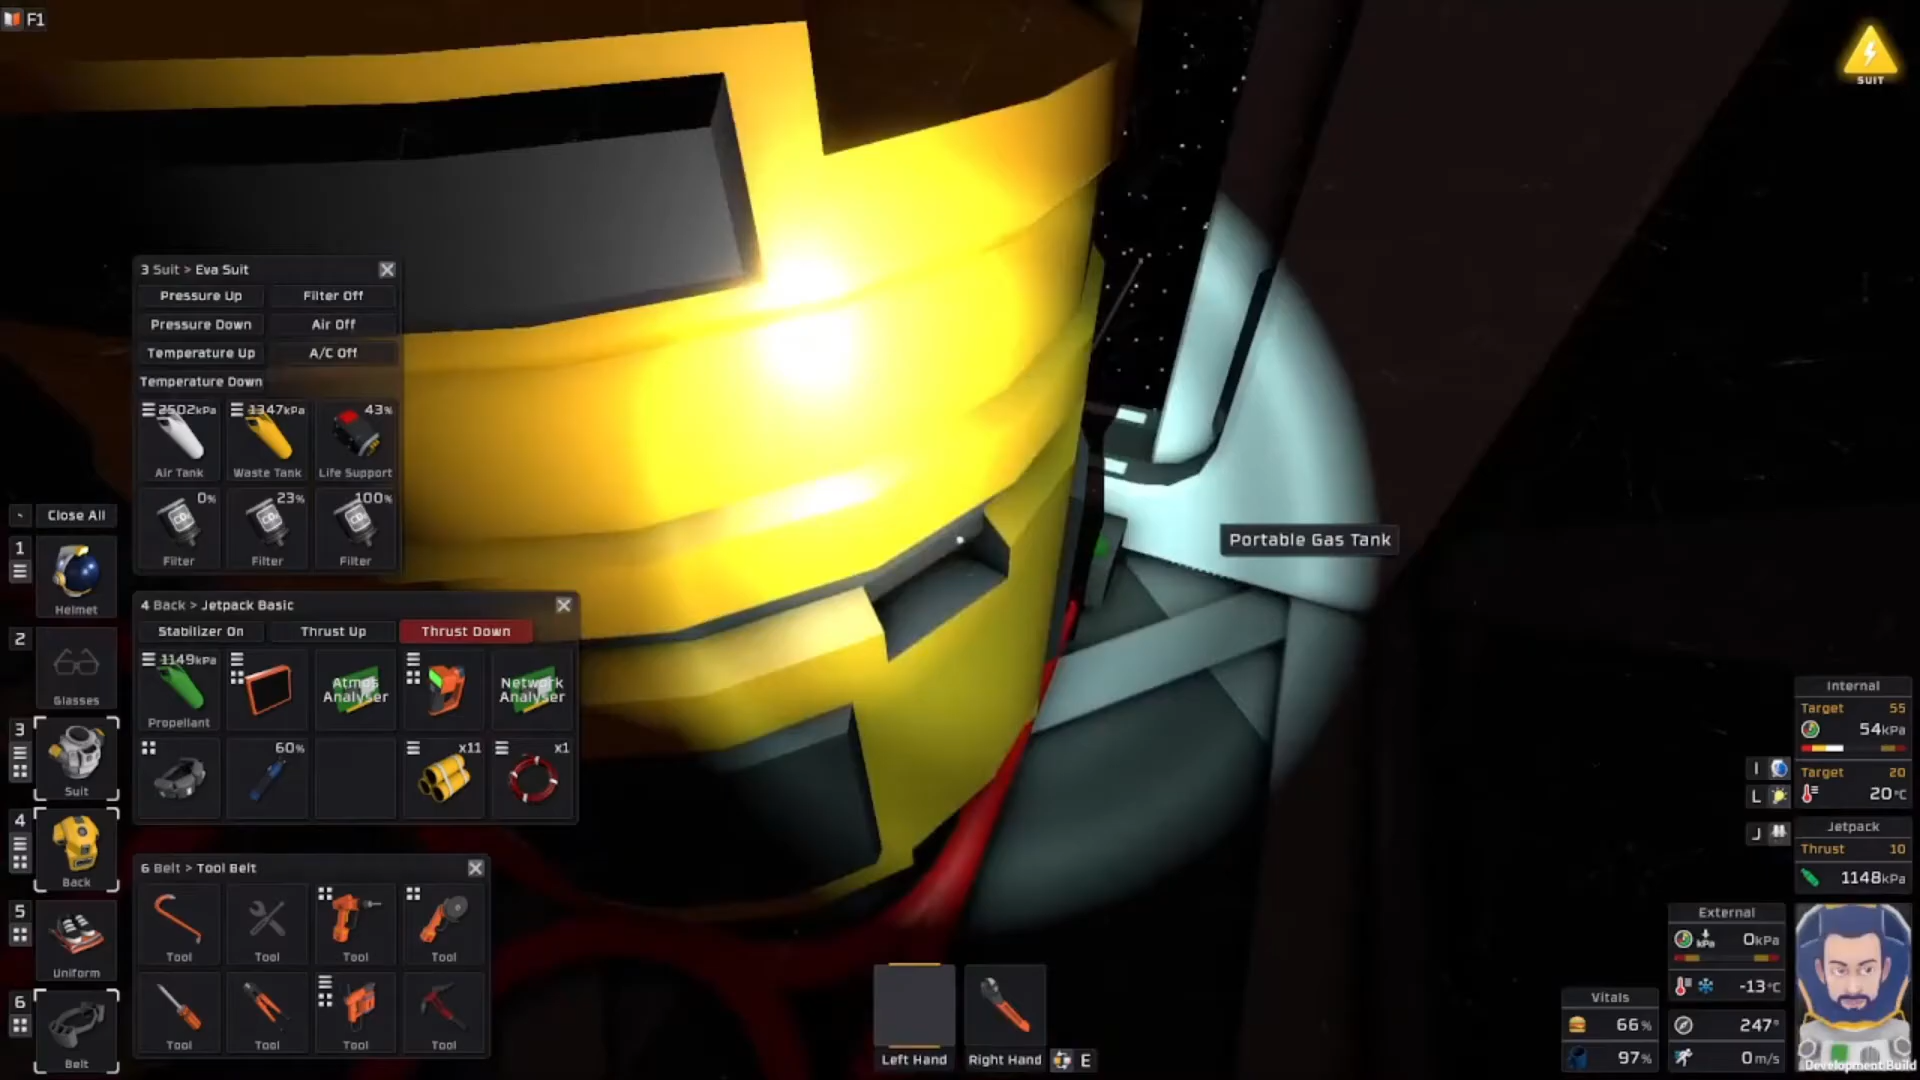 F1
SUIT
3 Suit > Eva Suit
Pressure Up
Filter Off
Pressure Down
Air Off
Temperature Up
A/C Off
Temperature Down
2502kPa
1347kPa
43%
Air Tank
Waste Tank
Life Support
0%
23%
100%
Filter
Filter
Filter
Close All
1
Helmet
2
Glasses
3
Suit
4
Back
5
Uniform
6
Belt
4 Back > Jetpack Basic
Stabilizer On
Thrust Up
Thrust Down
1149kPa
Propellant
Atmos
Analyser
Network
Analyser
60%
x11
x1
6 Belt > Tool Belt
Tool
Tool
Tool
Tool
Tool
Tool
Tool
Tool
Portable Gas Tank
Left Hand
Right Hand
E
Internal
Target 55
54kPa
Target 20
20°C
I
L
J
Jetpack
Thrust 10
1148kPa
External
kPa
0kPa
-13°C
247°
0m/s
Vitals
66%
97%
Development Build